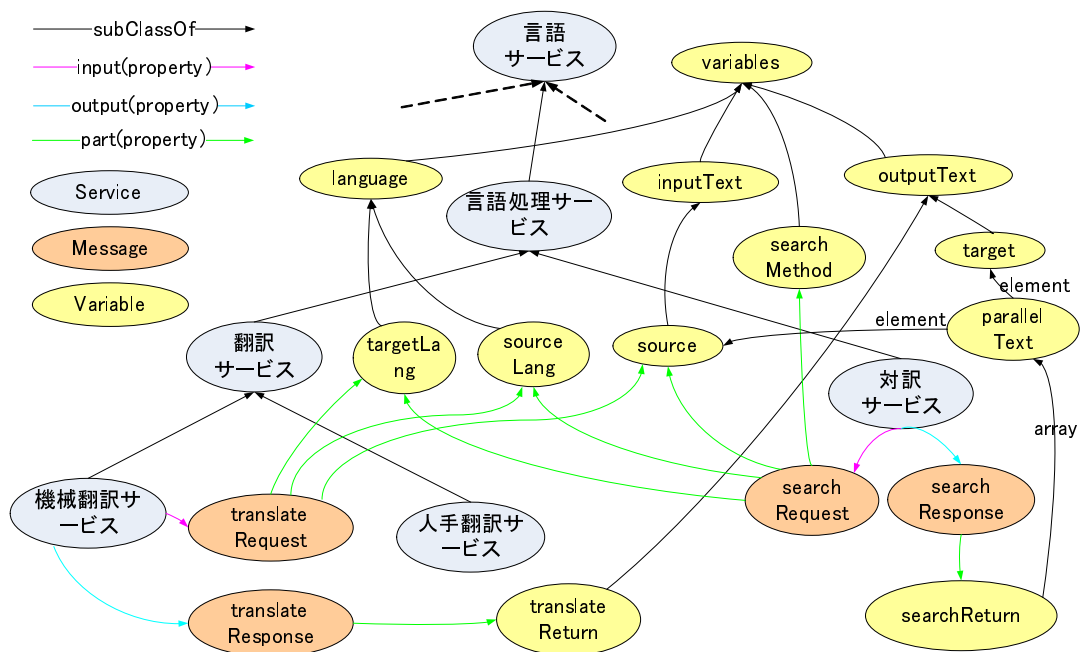 subClassOf
input(property)
output(property)
part(property)
Service
Message
Variable
言語
サービス
variables
language
言語処理サー
ビス
inputText
outputText
search
Method
target
element
parallel
Text
element
翻訳
サービス
targetLa
ng
source
Lang
source
対訳
サービス
array
機械翻訳サ
ービス
translate
Request
人手翻訳サ
ービス
search
Request
search
Response
translate
Response
translate
Return
searchReturn